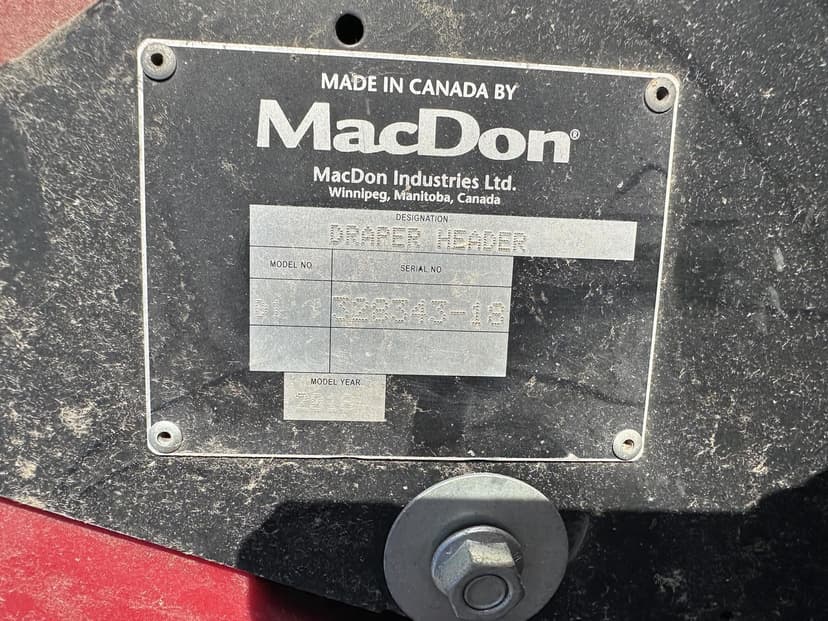 MADE IN CANADA BY
MacDon®
MacDon Industries Ltd.
Winnipeg, Manitoba, Canada
DESIGNATION
DRAPER HEADER
MODEL NO SERIAL NO
328343-18
MODEL YEAR